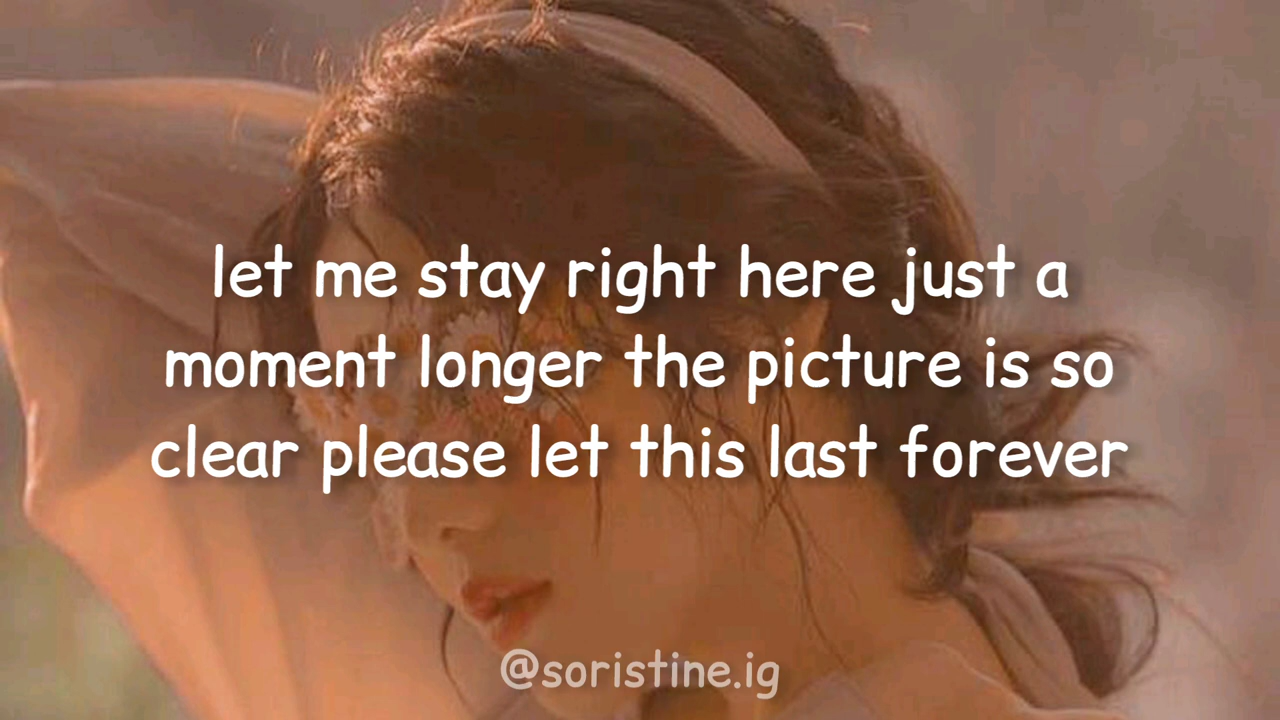 let me stay right here just a
moment longer the picture is so
clear please let this last forever
@soristine.ig